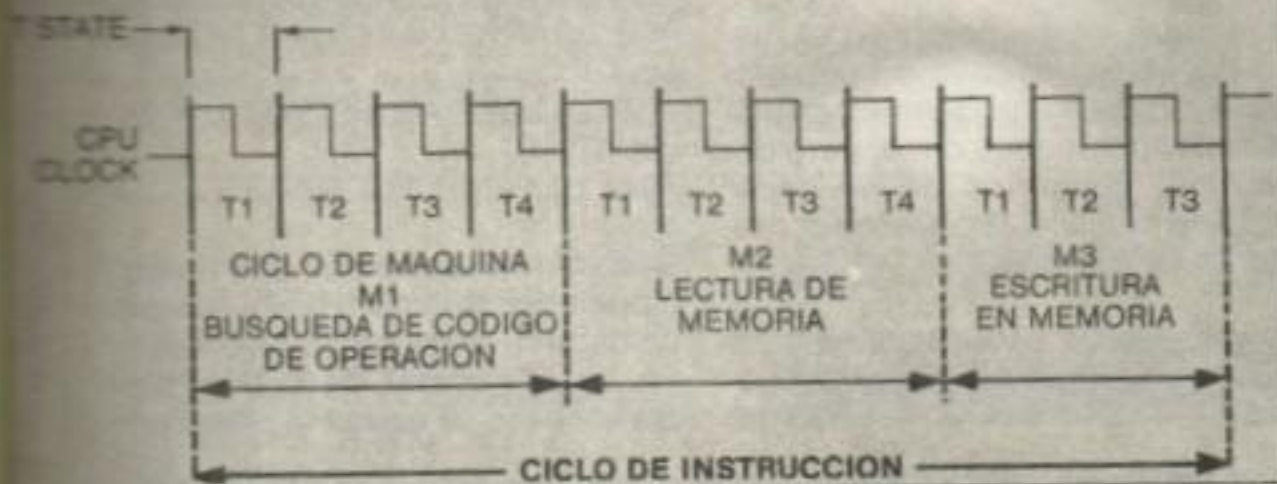 T STATE
CPU
CLOCK
T1 T2 T3 T4 T1 T2 T3 T4 T1 T2 T3
CICLO DE MAQUINA
M1
BUSQUEDA DE CODIGO
DE OPERACION
M2
LECTURA DE
MEMORIA
M3
ESCRITURA
EN MEMORIA
CICLO DE INSTRUCCION